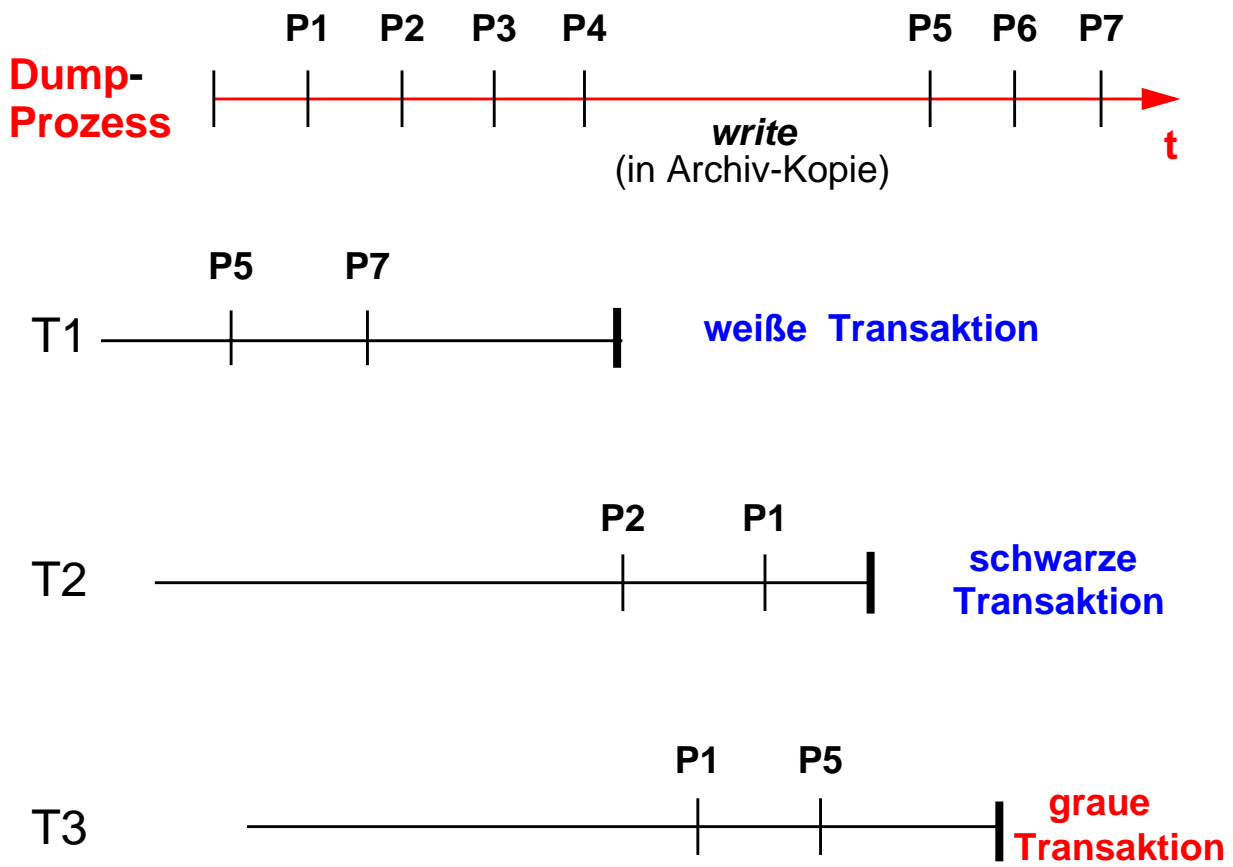 P1 P2 P3 P4 P5 P6 P7
Dump-
Prozess
write
t
(in Archiv-Kopie)
P5 P7
T1
weiße Transaktion
P2 P1
T2
schwarze
Transaktion
P1 P5
T3
graue
Transaktion